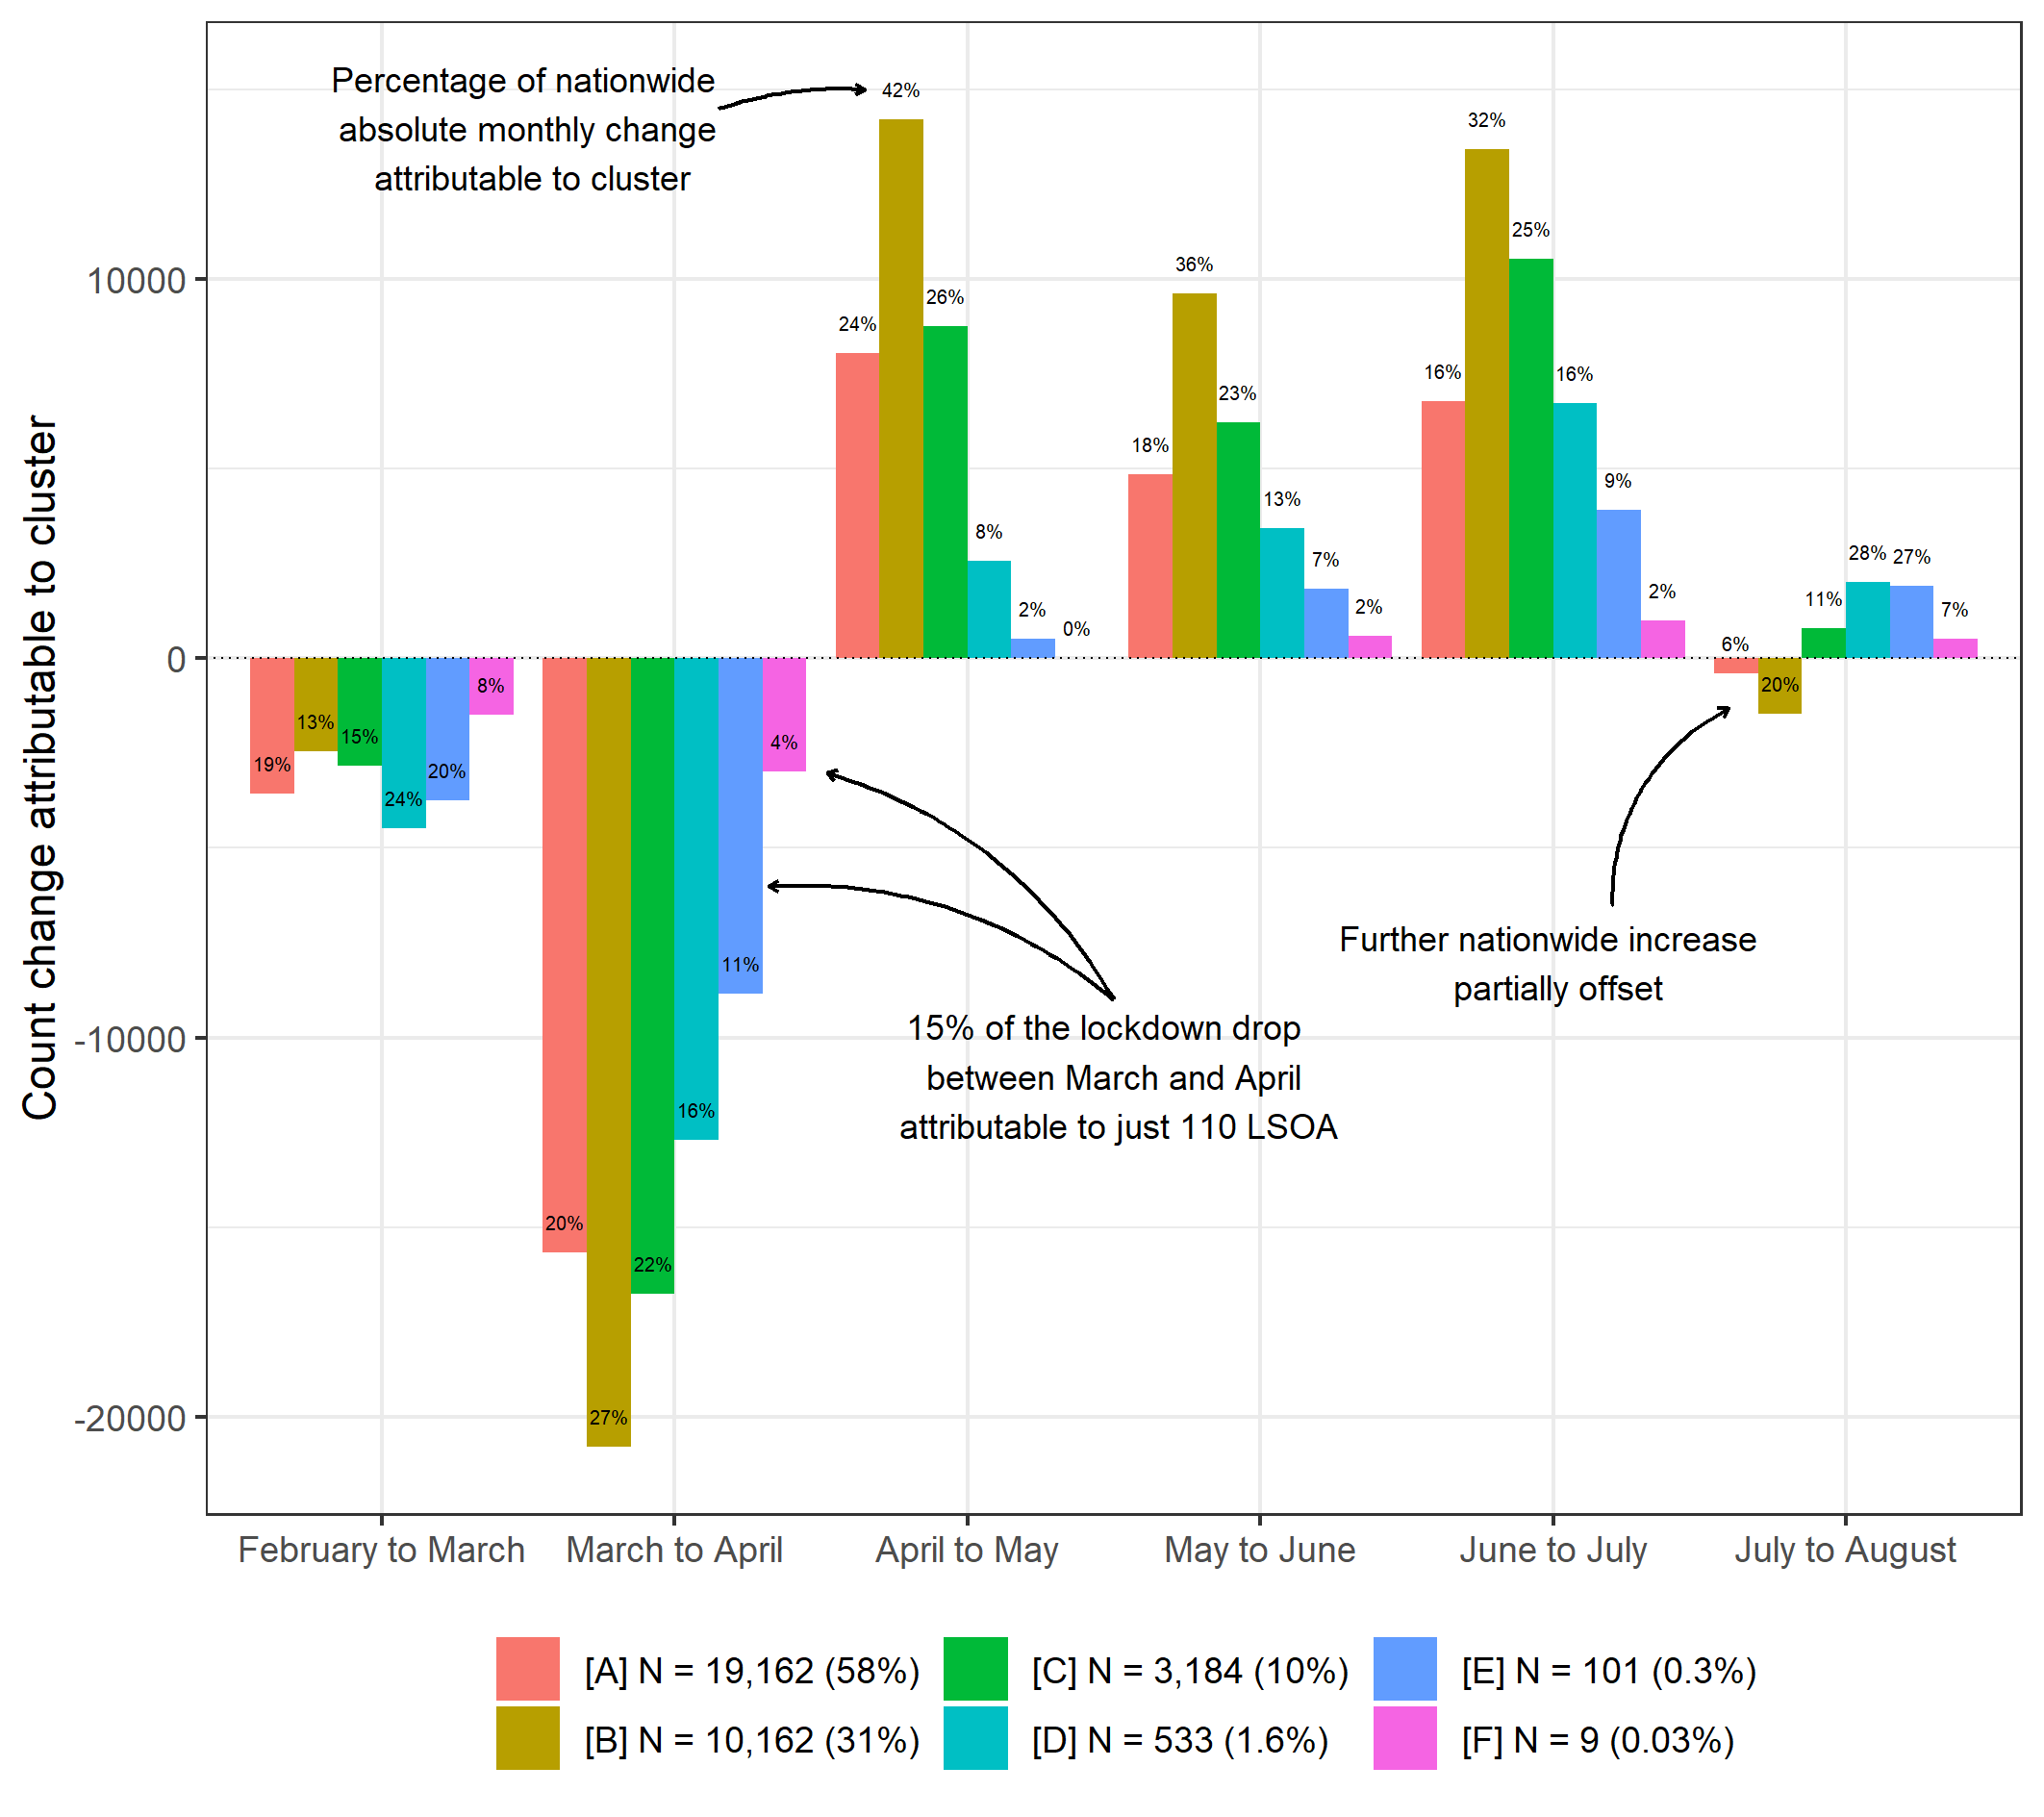 Percentage of nationwide
absolute monthly change
attributable to cluster
42%
32%
25%
10000
36%
26%
24%
23%
16%
16%
18%
13%
9%
8%
7%
28%
27%
2%
0%
2%
2%
11%
7%
6%
0
8%
20%
13%
15%
4%
19%
20%
24%
Count change attributable to cluster
Further nationwide increase
partially offset
11%
-10000
15% of the lockdown drop
between March and April
attributable to just 110 LSOA
16%
20%
22%
27%
-20000
February to March
March to April
April to May
May to June
June to July
July to August
[A] N = 19,162 (58%)
[C] N = 3,184 (10%)
[E] N = 101 (0.3%)
[B] N = 10,162 (31%)
[D] N = 533 (1.6%)
[F] N = 9 (0.03%)